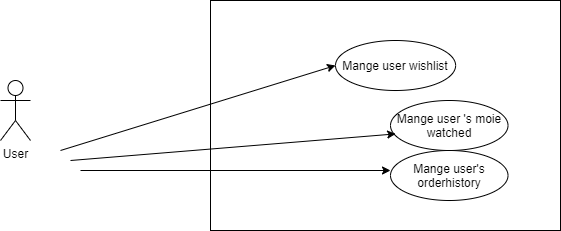 Mange user wishlist
Mange user 's moie
watched
User
Mange user's
orderhistory